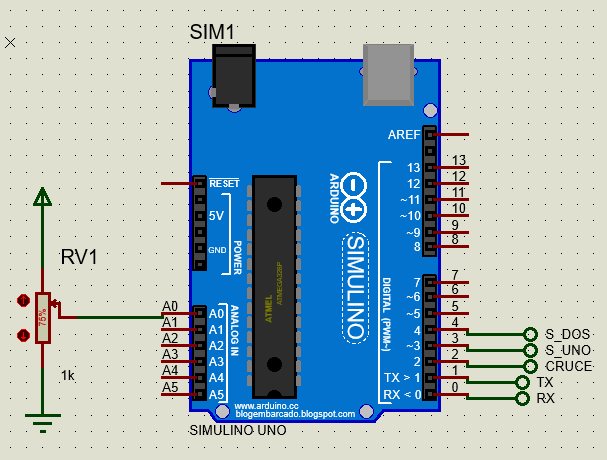 SIM1
AREF
RESET
5V
GND
POWER
ARDUINO
SIMULINO
ATMEL
ATMEGA328P
13 13
12 12
~11 11
~10 10
~9 9
8 8
RV1
75%
1k
ANALOG IN
DIGITAL (PWM~)
A0 A0
A1 A1
A2 A2
A3 A3
A4 A4
A5 A5
7 7
~6 6
~5 5
4 4 S_DOS
~3 3 S_UNO
2 2 CRUCE
TX > 1 1 TX
RX < 0 0 RX
www.arduino.cc
blogembarcado.blogspot.com
SIMULINO UNO